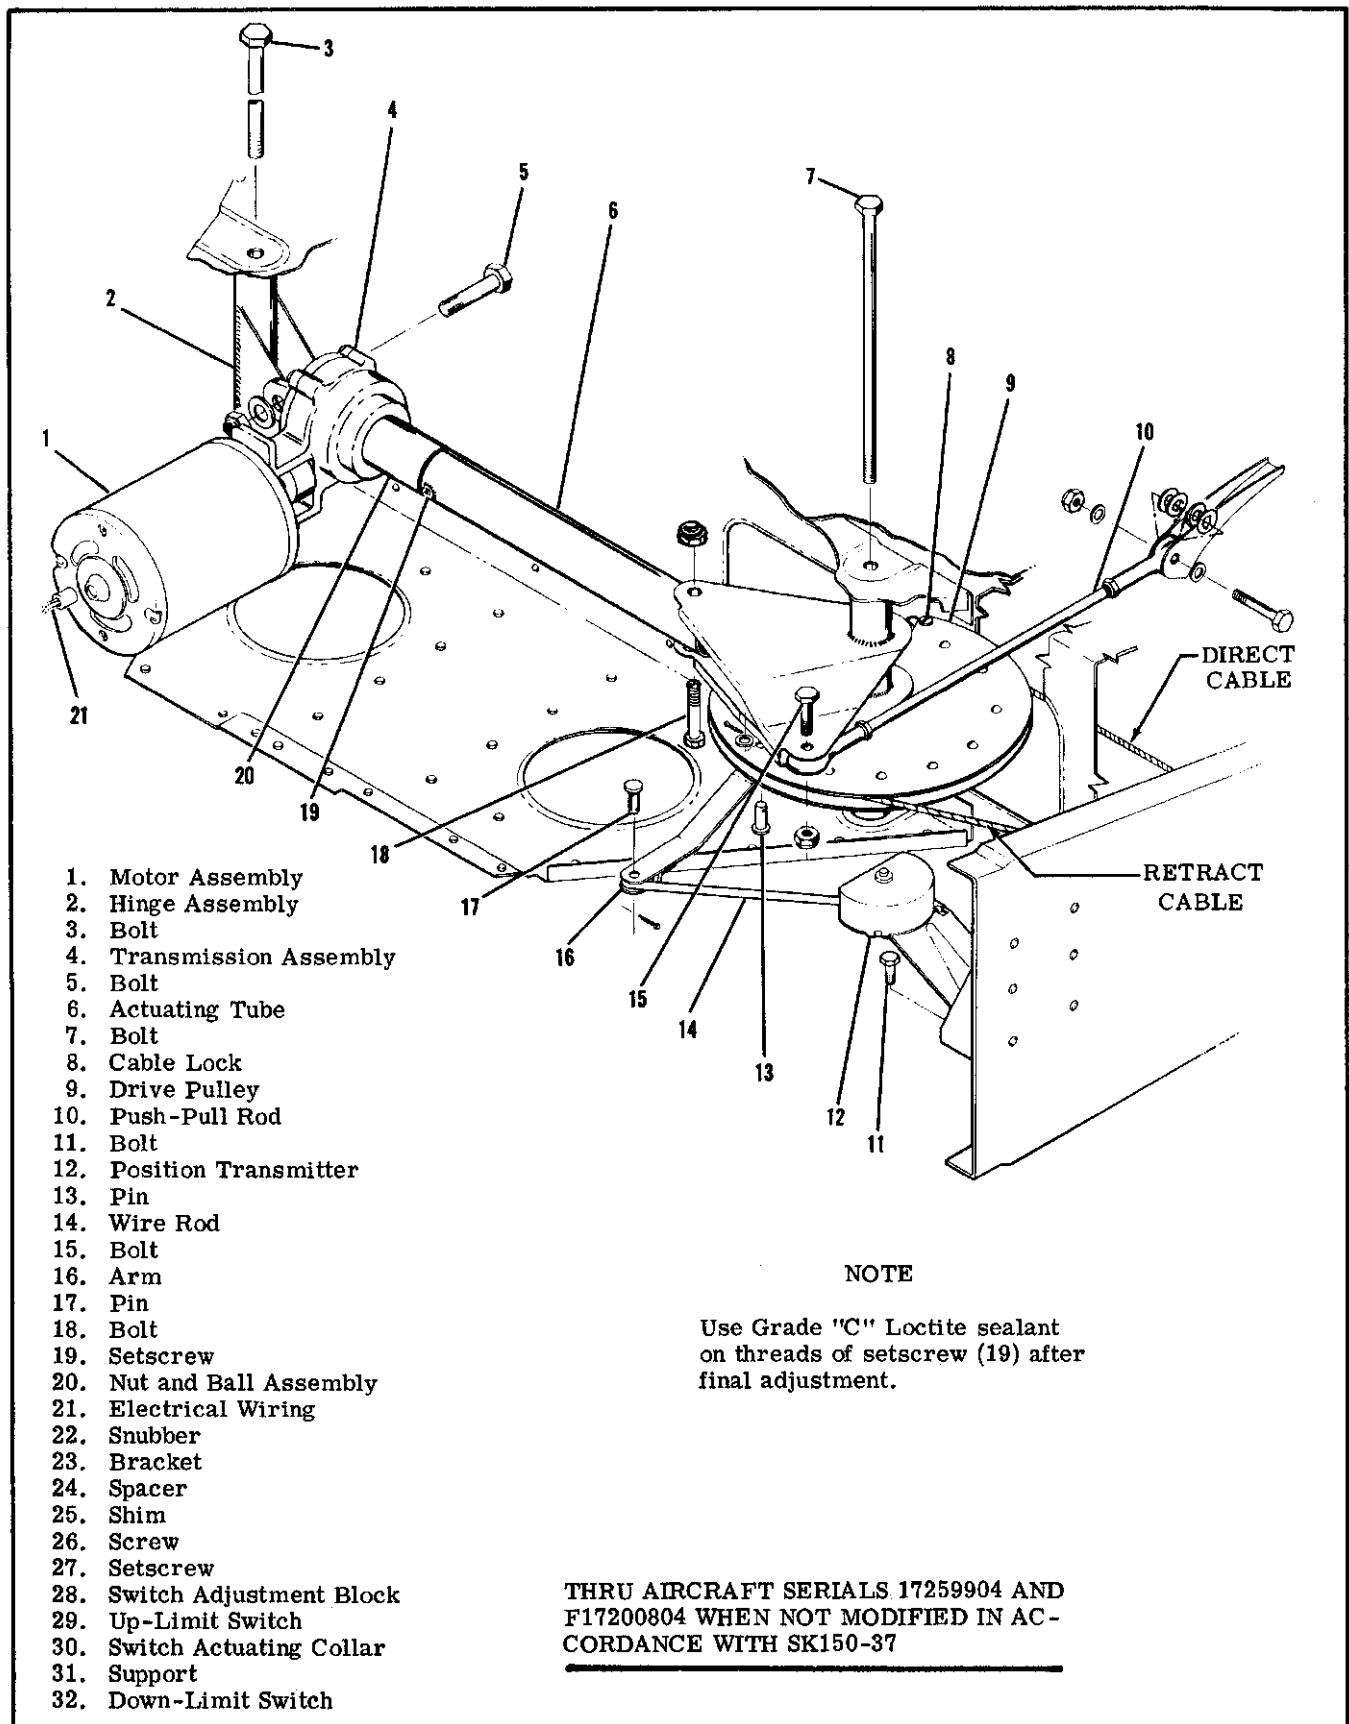 3
4
5
7
6
2
8
9
1
10
DIRECT
CABLE
21
20
19
18
17
RETRACT
CABLE
16
15
14
13
12
11
1. Motor Assembly
2. Hinge Assembly
3. Bolt
4. Transmission Assembly
5. Bolt
6. Actuating Tube
7. Bolt
8. Cable Lock
9. Drive Pulley
10. Push-Pull Rod
11. Bolt
12. Position Transmitter
13. Pin
14. Wire Rod
15. Bolt
16. Arm
17. Pin
18. Bolt
19. Setscrew
20. Nut and Ball Assembly
21. Electrical Wiring
22. Snubber
23. Bracket
24. Spacer
25. Shim
26. Screw
27. Setscrew
28. Switch Adjustment Block
29. Up-Limit Switch
30. Switch Actuating Collar
31. Support
32. Down-Limit Switch
NOTE
Use Grade "C" Loctite sealant
on threads of setscrew (19) after
final adjustment.
THRU AIRCRAFT SERIALS 17259904 AND
F17200804 WHEN NOT MODIFIED IN AC-
CORDANCE WITH SK150-37